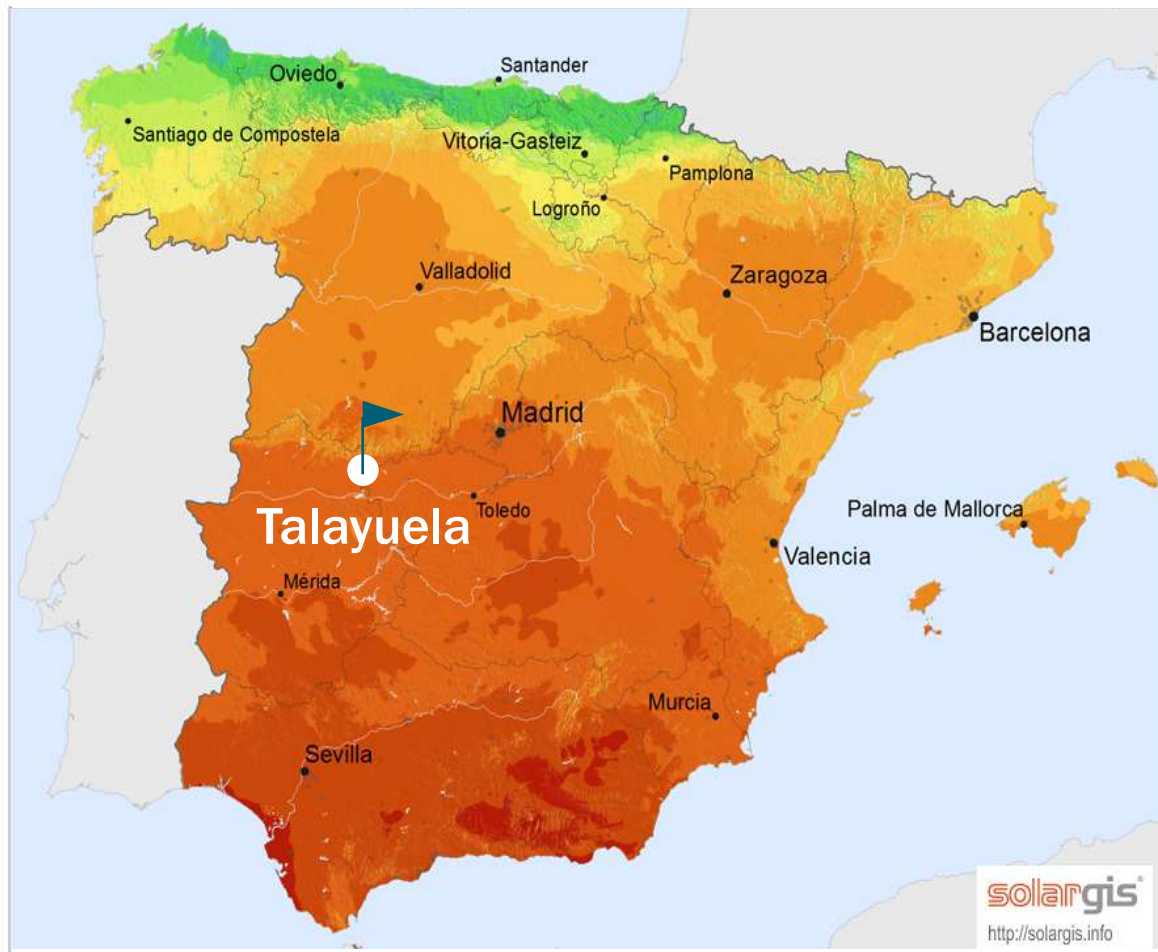 Santander
Oviedo
Santiago de Compostela
Vitoria-Gasteiz
Pamplona
Logroño
Valladolid
Zaragoza
Barcelona
Madrid
Talayuela
Toledo
Palma de Mallorca
Valencia
Mérida
Murcia
Sevilla
solargis
http://solargis.info